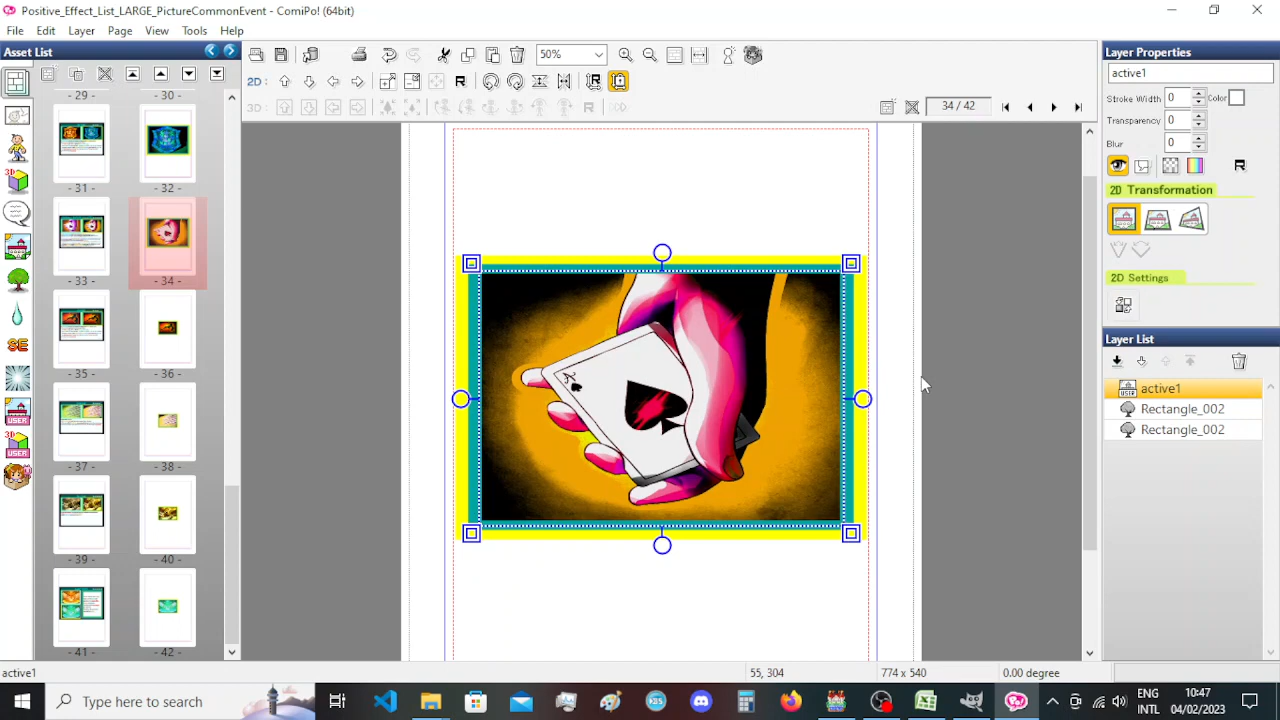 Positive_Effect_List_LARGE_PictureCommonEvent - ComiPo! (64bit)
File Edit Layer Page View Tools Help
Asset List
50%
2D:
3D:
34 / 42
- 29 - - 30 -
- 31 - - 32 -
- 33 - - 34 -
- 35 - - 36 -
- 37 - - 38 -
- 39 - - 40 -
- 41 - - 42 -
3D
SE
USER
3D
USER
A
Layer Properties
active1
Stroke Width 0 Color
Transparency 0
Blur 0
2D Transformation
2D Settings
Layer List
USER active1
Rectangle_002
Rectangle_002
active1 55, 304 774 x 540 0.00 degree
Type here to search
ENG 10:47
INTL 04/02/2023